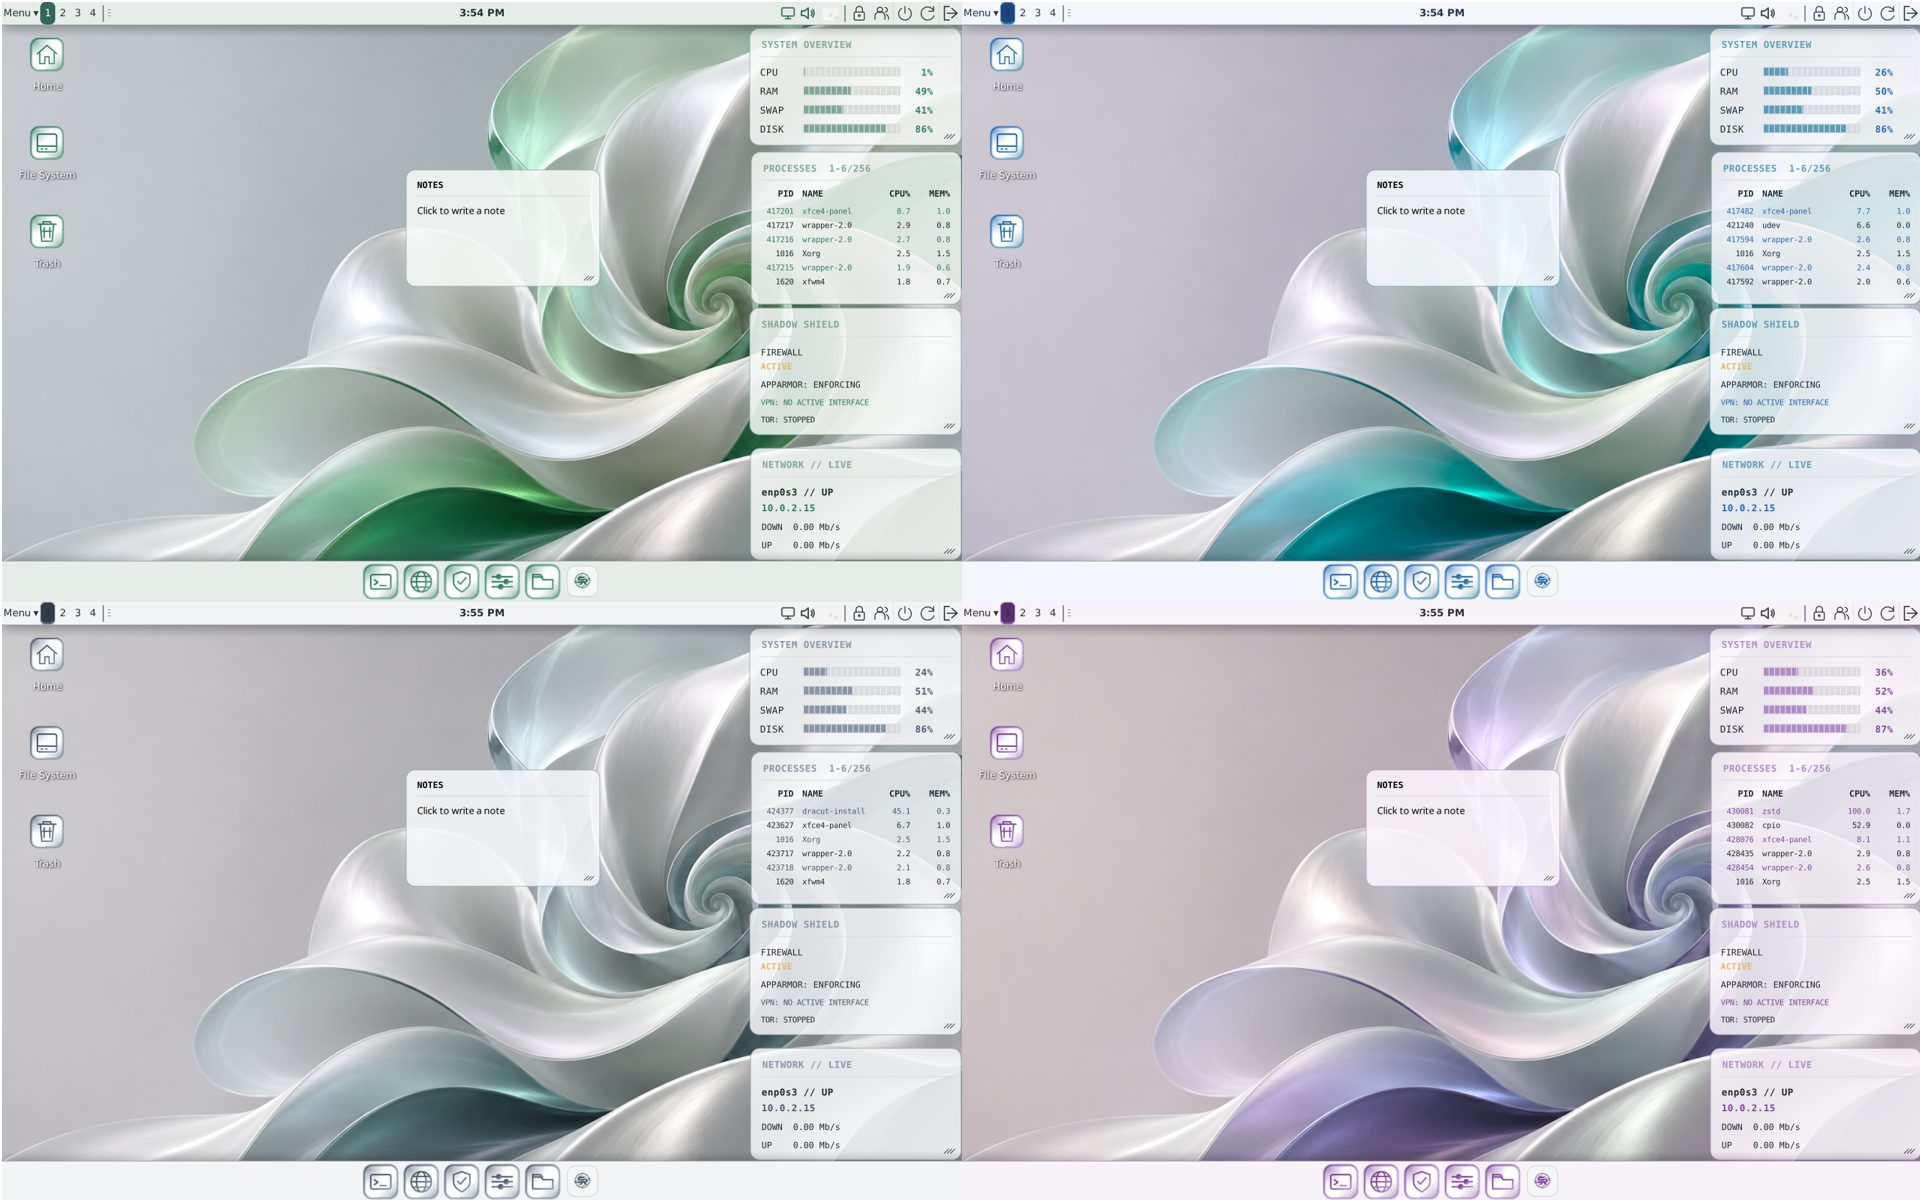 Menu ▾ 1 2 3 4
3:54 PM
Home
File System
Trash
NOTES
Click to write a note
SYSTEM OVERVIEW
CPU 1%
RAM 49%
SWAP 41%
DISK 86%
PROCESSES 1-6/256
PID NAME CPU% MEM%
417201 xfce4-panel 8.7 1.0
417217 wrapper-2.0 2.9 0.8
417216 wrapper-2.0 2.7 0.8
1016 Xorg 2.5 1.5
417215 wrapper-2.0 1.9 0.6
1620 xfwm4 1.8 0.7
SHADOW SHIELD
FIREWALL
ACTIVE
APPARMOR: ENFORCING
VPN: NO ACTIVE INTERFACE
TOR: STOPPED
NETWORK // LIVE
enp0s3 // UP
10.0.2.15
DOWN 0.00 Mb/s
UP 0.00 Mb/s
Menu ▾ 2 3 4
3:54 PM
Home
File System
Trash
NOTES
Click to write a note
SYSTEM OVERVIEW
CPU 26%
RAM 50%
SWAP 41%
DISK 86%
PROCESSES 1-6/256
PID NAME CPU% MEM%
417482 xfce4-panel 7.7 1.0
421240 udev 6.6 0.0
417594 wrapper-2.0 2.6 0.8
1016 Xorg 2.5 1.5
417604 wrapper-2.0 2.4 0.8
417592 wrapper-2.0 2.0 0.6
SHADOW SHIELD
FIREWALL
ACTIVE
APPARMOR: ENFORCING
VPN: NO ACTIVE INTERFACE
TOR: STOPPED
NETWORK // LIVE
enp0s3 // UP
10.0.2.15
DOWN 0.00 Mb/s
UP 0.00 Mb/s
Menu ▾ 2 3 4
3:55 PM
Home
File System
Trash
NOTES
Click to write a note
SYSTEM OVERVIEW
CPU 24%
RAM 51%
SWAP 44%
DISK 86%
PROCESSES 1-6/256
PID NAME CPU% MEM%
424377 dracut-install 45.1 0.3
423627 xfce4-panel 6.7 1.0
1016 Xorg 2.5 1.5
423717 wrapper-2.0 2.2 0.8
423718 wrapper-2.0 2.1 0.8
1620 xfwm4 1.8 0.7
SHADOW SHIELD
FIREWALL
ACTIVE
APPARMOR: ENFORCING
VPN: NO ACTIVE INTERFACE
TOR: STOPPED
NETWORK // LIVE
enp0s3 // UP
10.0.2.15
DOWN 0.00 Mb/s
UP 0.00 Mb/s
Menu ▾ 2 3 4
3:55 PM
Home
File System
Trash
NOTES
Click to write a note
SYSTEM OVERVIEW
CPU 36%
RAM 52%
SWAP 44%
DISK 87%
PROCESSES 1-6/256
PID NAME CPU% MEM%
430081 zstd 100.0 1.7
430082 cpio 52.9 0.0
428076 xfce4-panel 8.1 1.1
428435 wrapper-2.0 2.9 0.8
428454 wrapper-2.0 2.6 0.8
1016 Xorg 2.5 1.5
SHADOW SHIELD
FIREWALL
ACTIVE
APPARMOR: ENFORCING
VPN: NO ACTIVE INTERFACE
TOR: STOPPED
NETWORK // LIVE
enp0s3 // UP
10.0.2.15
DOWN 0.00 Mb/s
UP 0.00 Mb/s